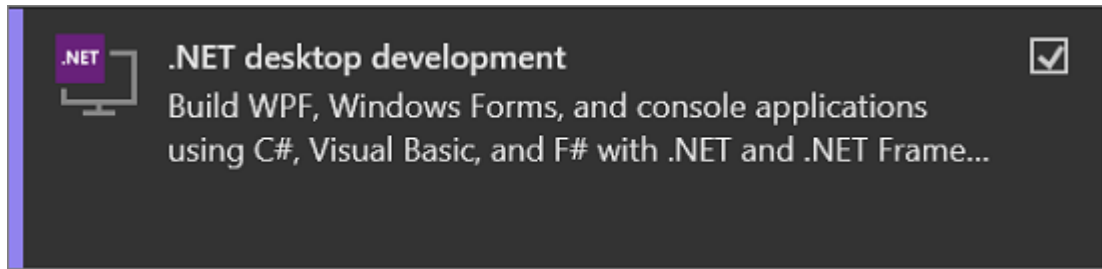 .NET
.NET desktop development
Build WPF, Windows Forms, and console applications
using C#, Visual Basic, and F# with .NET and .NET Frame...